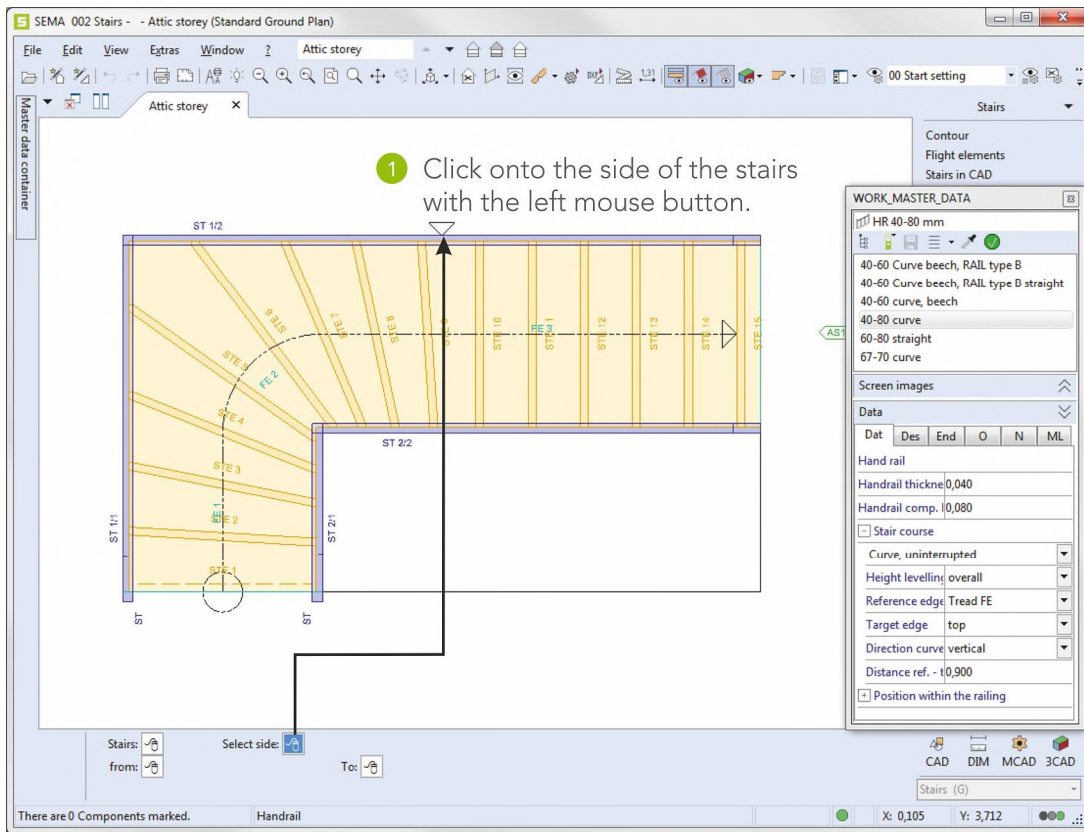 SEMA 002 Stairs - - Attic storey (Standard Ground Plan)
File Edit View Extras Window ? Attic storey
1,31 00 Start setting
Master data container
Attic storey
Stairs
Contour
Flight elements
Stairs in CAD
1 Click onto the side of the stairs
with the left mouse button.
WORK_MASTER_DATA
HR 40-80 mm
40-60 Curve beech, RAIL type B
40-60 Curve beech, RAIL type B straight
40-60 curve, beech
40-80 curve
60-80 straight
67-70 curve
Screen images
Data
Dat Des End O N ML
Hand rail
Handrail thickne 0,040
Handrail comp. 0,080
Stair course
Curve, uninterrupted
Height levelling overall
Reference edge Tread FE
Target edge top
Direction curve vertical
Distance ref. - t 0,900
Position within the railing
ST 1/2
STE 6
STE 7
STE 8
STE 9
STE 10
STE 11
FE 3
STE 12
STE 13
STE 14
STE 15
AS1
STE 5
FE 2
STE 4
ST 2/2
STE 3
STE 2
FE 1
STE 1
ST 1/1
ST 2/1
ST
ST
Stairs: Select side:
from: To:
CAD DIM MCAD 3CAD
Stairs (G)
There are 0 Components marked. Handrail X: 0,105 Y: 3,712